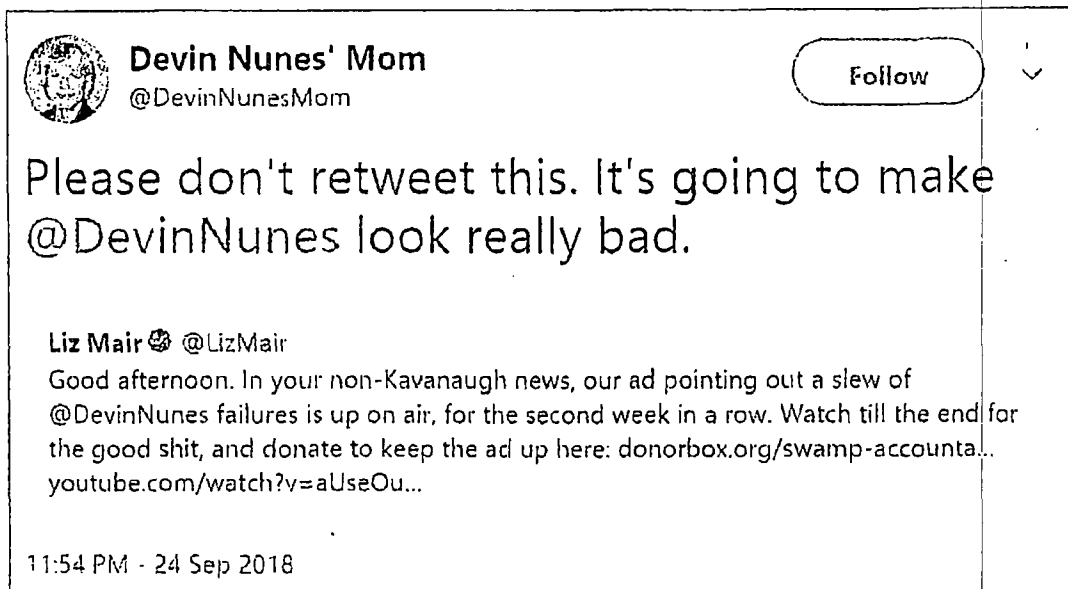 Devin Nunes' Mom
@DevinNunesMom
Follow
Please don't retweet this. It's going to make
@DevinNunes look really bad.
Liz Mair @LizMair
Good afternoon. In your non-Kavanaugh news, our ad pointing out a slew of
@DevinNunes failures is up on air, for the second week in a row. Watch till the end for
the good shit, and donate to keep the ad up here: donorbox.org/swamp-accounta...
youtube.com/watch?v=aUseOu...
11:54 PM - 24 Sep 2018